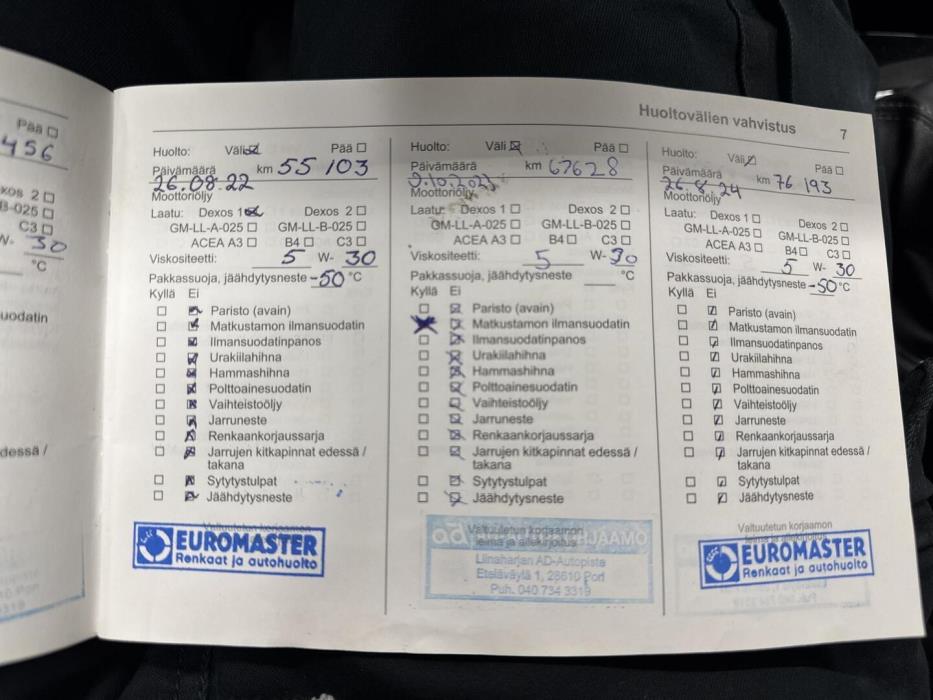 Pää
456
xos 2
B-025
C3
W- 30
°C
uodatin
dessä /
Huoltovälien vahvistus 7
Huolto: Väli Pää
Päivämäärä km 55 103
26.08.22
Moottoriöljy
Laatu: Dexos 1 Dexos 2
GM-LL-A-025 GM-LL-B-025
ACEA A3 B4 C3
Viskositeetti: 5 W- 30
Pakkassuoja, jäähdytysneste -50 °C
Kyllä Ei
Paristo (avain)
Matkustamon ilmansuodatin
Ilmansuodatinpanos
Urakiilahihna
Hammashihna
Polttoainesuodatin
Vaihteistoöljy
Jarruneste
Renkaankorjaussarja
Jarrujen kitkapinnat edessä /
takana
Sytytystulpat
Jäähdytysneste
Valtuutetun korjaamon
EUROMASTER
Renkaat ja autohuolto
Huolto: Väli Pää
Päivämäärä km 67628
Moottoriöljy
Laatu: Dexos 1 Dexos 2
GM-LL-A-025 GM-LL-B-025
ACEA A3 B4 C3
Viskositeetti: 5 W- 30
Pakkassuoja, jäähdytysneste °C
Kyllä Ei
Paristo (avain)
Matkustamon ilmansuodatin
Ilmansuodatinpanos
Urakiilahihna
Hammashihna
Polttoainesuodatin
Vaihteistoöljy
Jarruneste
Renkaankorjaussarja
Jarrujen kitkapinnat edessä /
takana
Sytytystulpat
Jäähdytysneste
Valtuutetun korjaamon
leima ja allekirjoitus
ad AUTOKORJAAMO
Liinaharjan AD-Autopiste
Eteläväylä 1, 28610 Pori
Puh. 040 734 3319
Huolto: Väli Pää
Päivämäärä km 76 193
26.8.24
Moottoriöljy
Laatu: Dexos 1 Dexos 2
GM-LL-A-025 GM-LL-B-025
ACEA A3 B4 C3
Viskositeetti: 5 W- 30
Pakkassuoja, jäähdytysneste -50 °C
Kyllä Ei
Paristo (avain)
Matkustamon ilmansuodatin
Ilmansuodatinpanos
Urakiilahihna
Hammashihna
Polttoainesuodatin
Vaihteistoöljy
Jarruneste
Renkaankorjaussarja
Jarrujen kitkapinnat edessä /
takana
Sytytystulpat
Jäähdytysneste
Valtuutetun korjaamon
EUROMASTER
Renkaat ja autohuolto